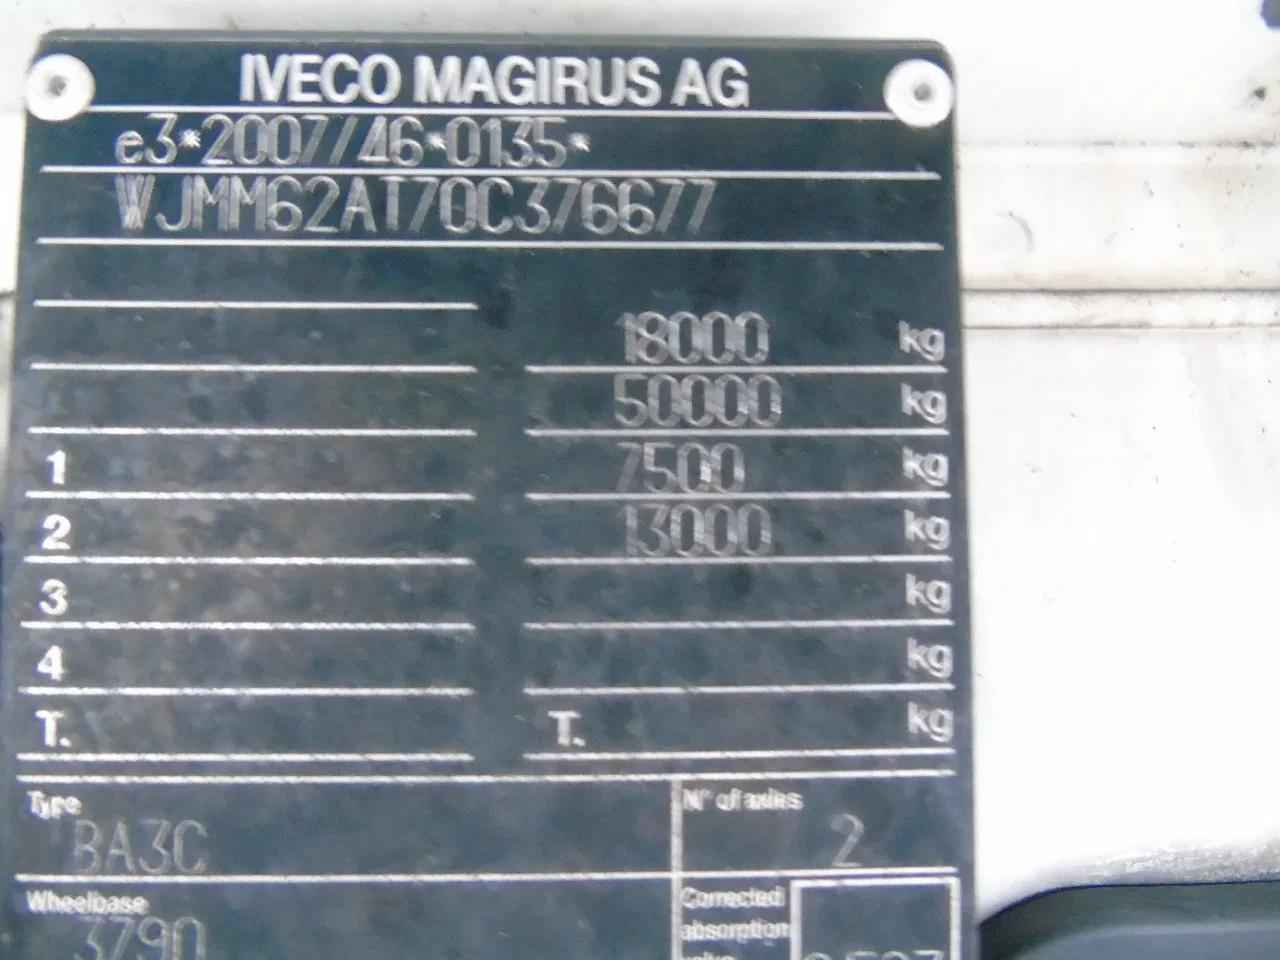 IVECO MAGIRUS AG
e3*2007/46*0135*
WJMM62AT70C376677
18000 kg
50000 kg
1 7500 kg
2 13000 kg
3 kg
4 kg
T. T. kg
Type N° of axles
BA3C 2
Wheelbase Corrected
3790 absorption
value